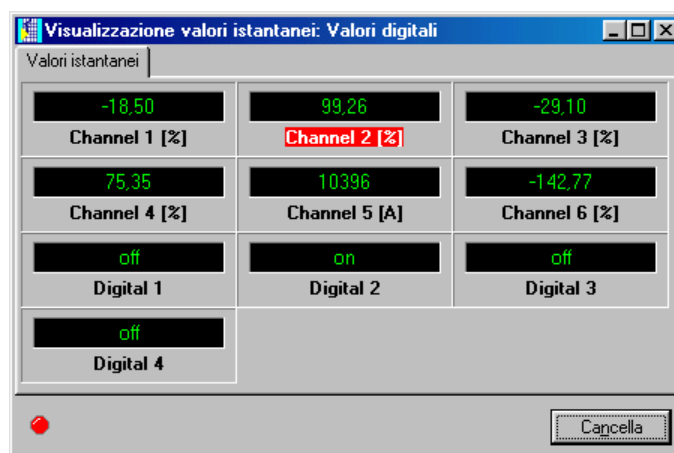 Visualizzazione valori istantanei: Valori digitali
Valori istantanei
-18,50
99,26
-29,10
Channel 1 [%]
Channel 2 [%]
Channel 3 [%]
75,35
10396
-142,77
Channel 4 [%]
Channel 5 [A]
Channel 6 [%]
off
on
off
Digital 1
Digital 2
Digital 3
off
Digital 4
Cancella